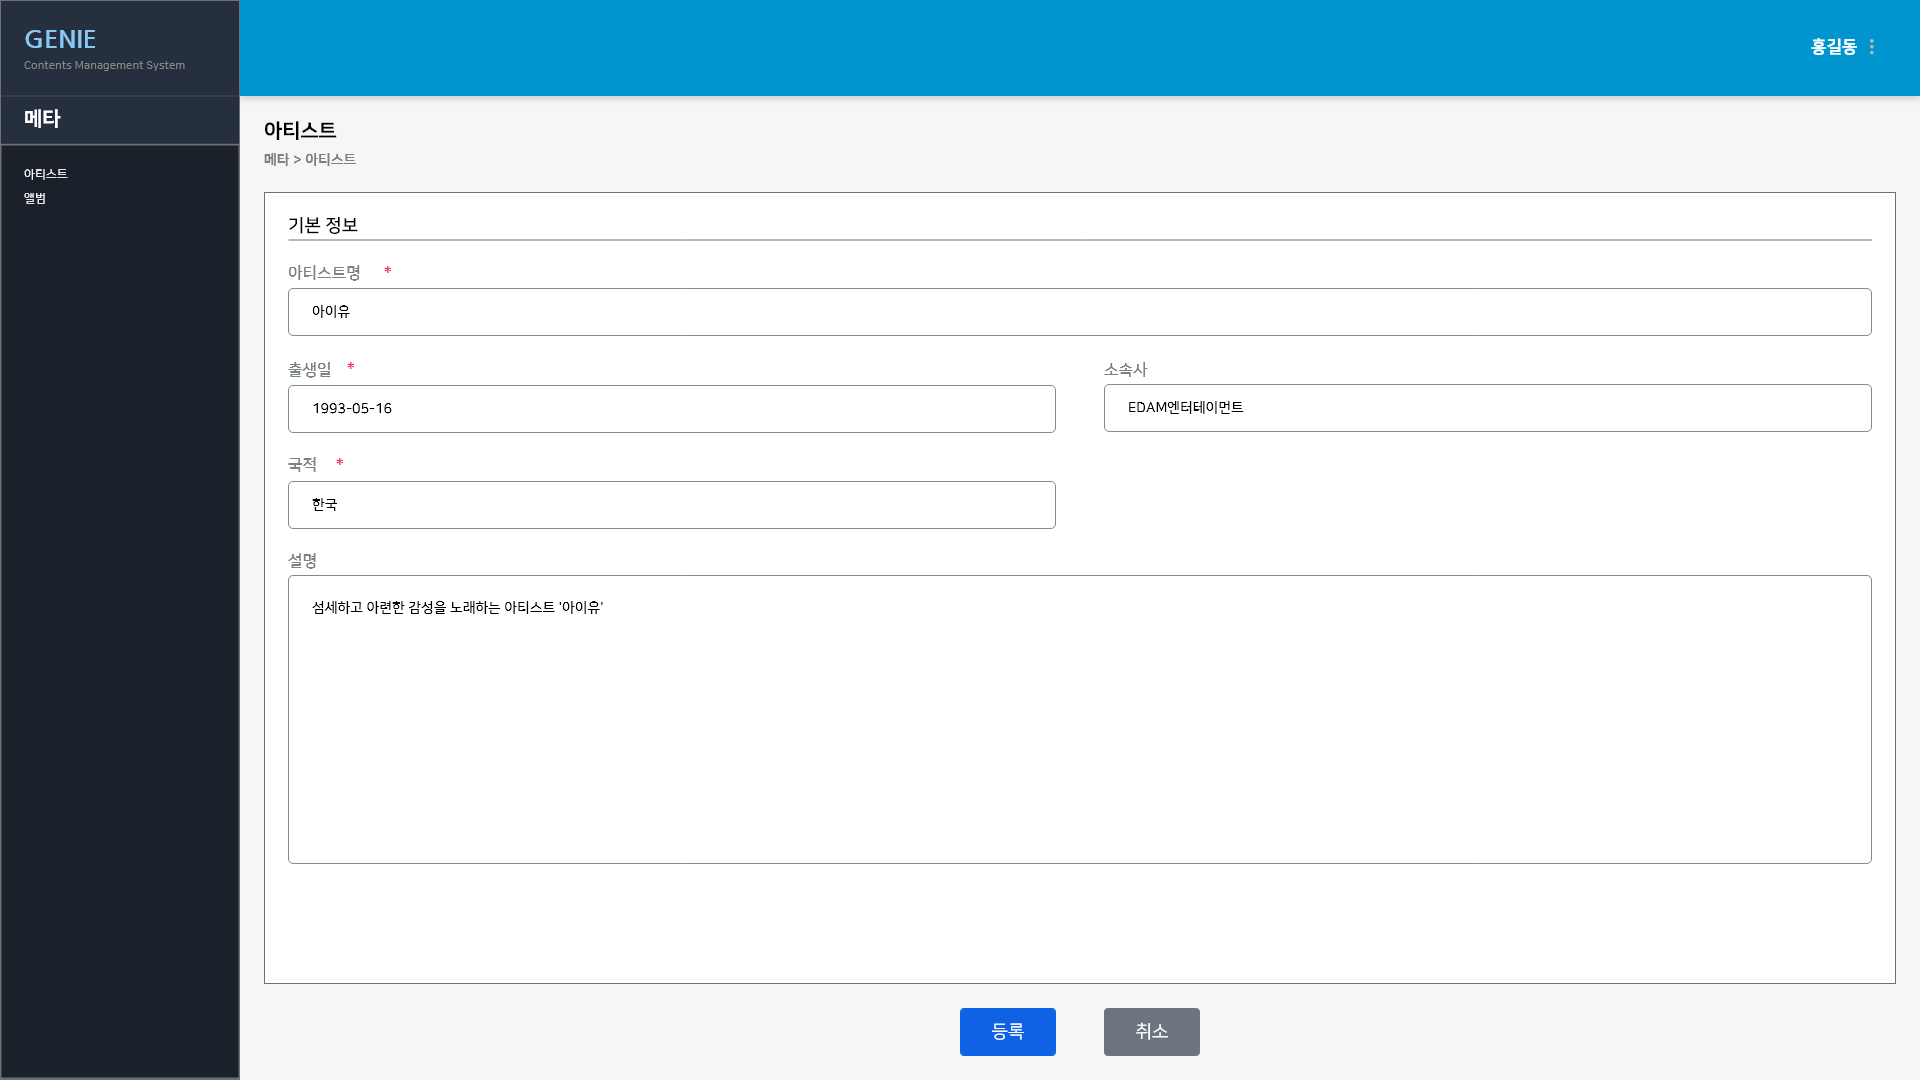 GENIE
Contents Management System
홍길동
메타
아티스트
앨범
아티스트
메타 > 아티스트
기본 정보
아티스트명 *
아이유
출생일 *
1993-05-16
소속사
EDAM엔터테이먼트
국적 *
한국
설명
섬세하고 아련한 감성을 노래하는 아티스트 '아이유'
등록
취소